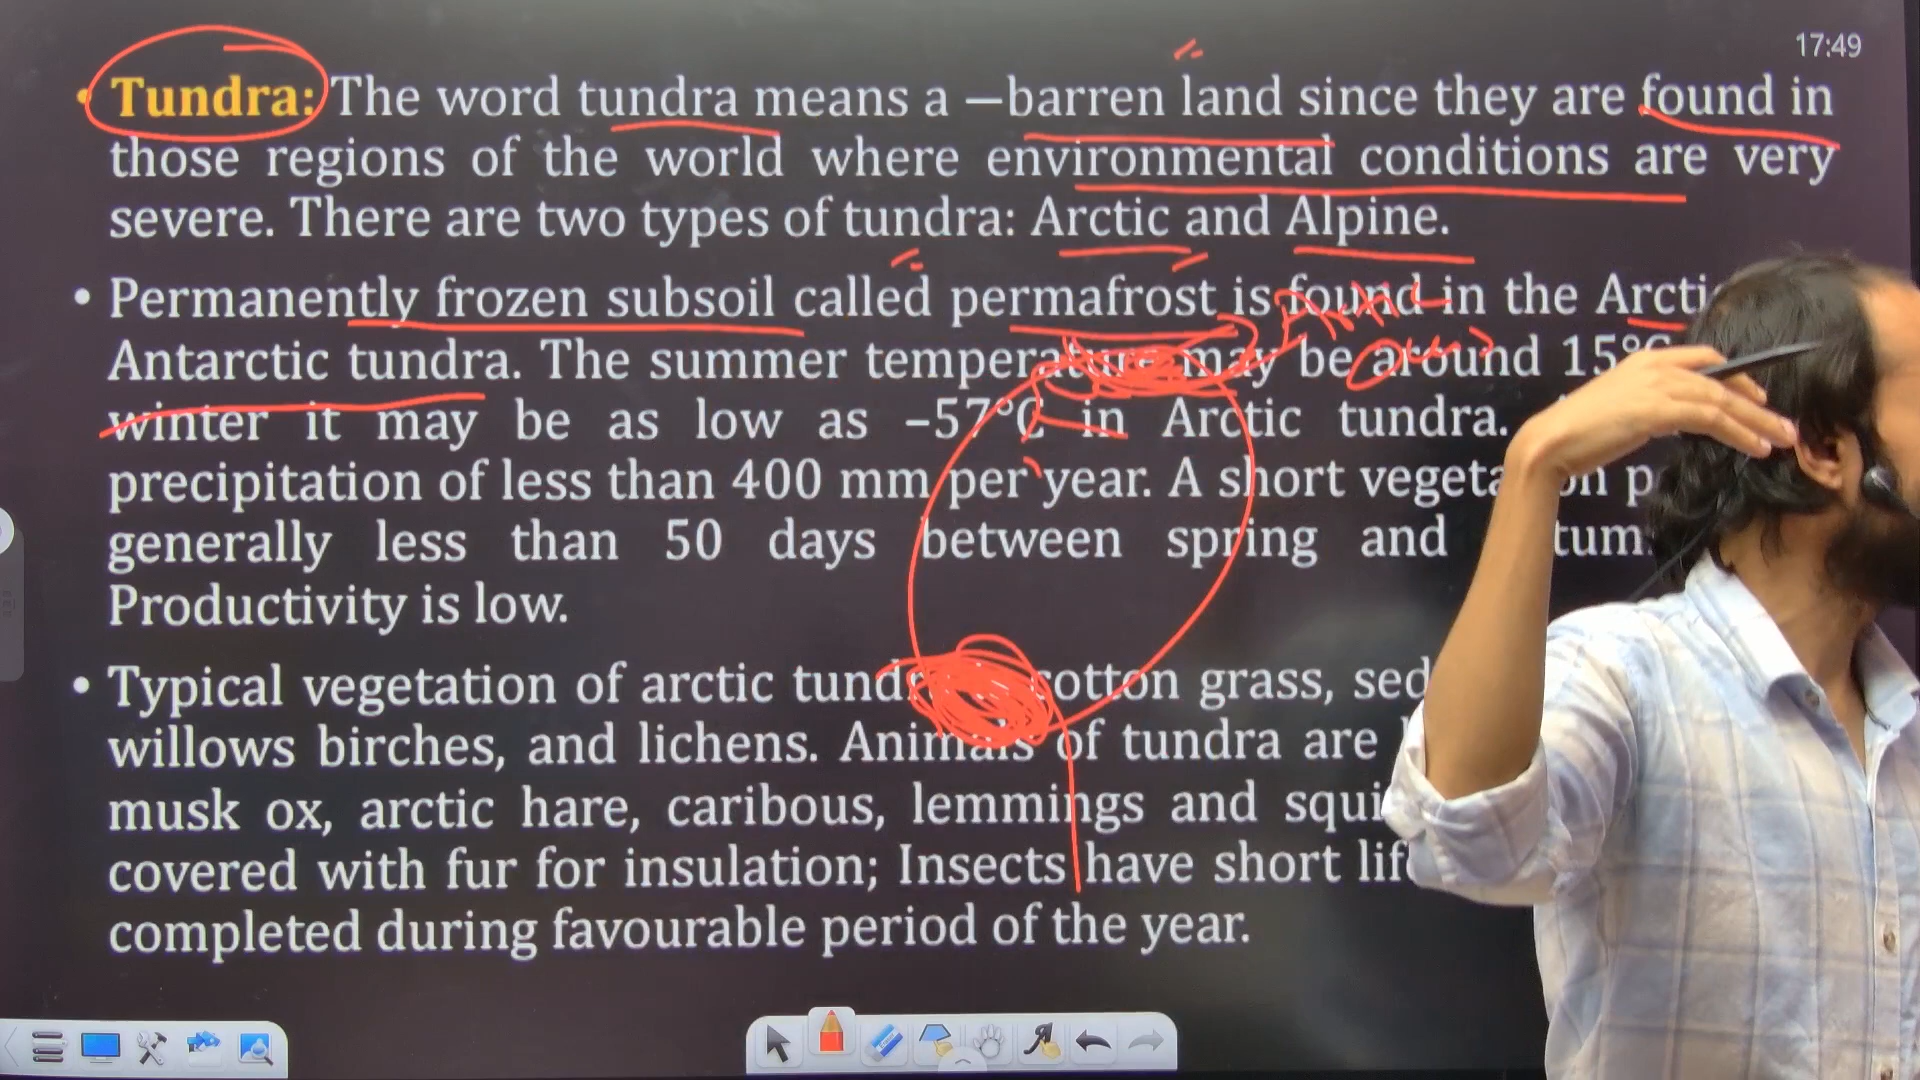 17:49
• Tundra: The word tundra means a —barren land since they are found in
those regions of the world where environmental conditions are very
severe. There are two types of tundra: Arctic and Alpine.
• Permanently frozen subsoil called permafrost is found in the
Antarctic tundra. The summer temperature may be around 15°C
winter it may be as low as –57°C in Arctic tundra.
precipitation of less than 400 mm per year. A short
generally less than 50 days between spring and
Productivity is low.
• Typical vegetation of arctic cotton grass,
willows birches, and lichens. Animals of tundra are
musk ox, arctic hare, caribous, lemmings and
covered with fur for insulation; Insects have short
completed during favourable period of the year.
Arctic